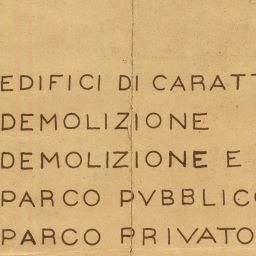 EDIFICI DI CARATT
DEMOLIZIONE
DEMOLIZIONE E
PARCO PVBBLICO
PARCO PRIVATO